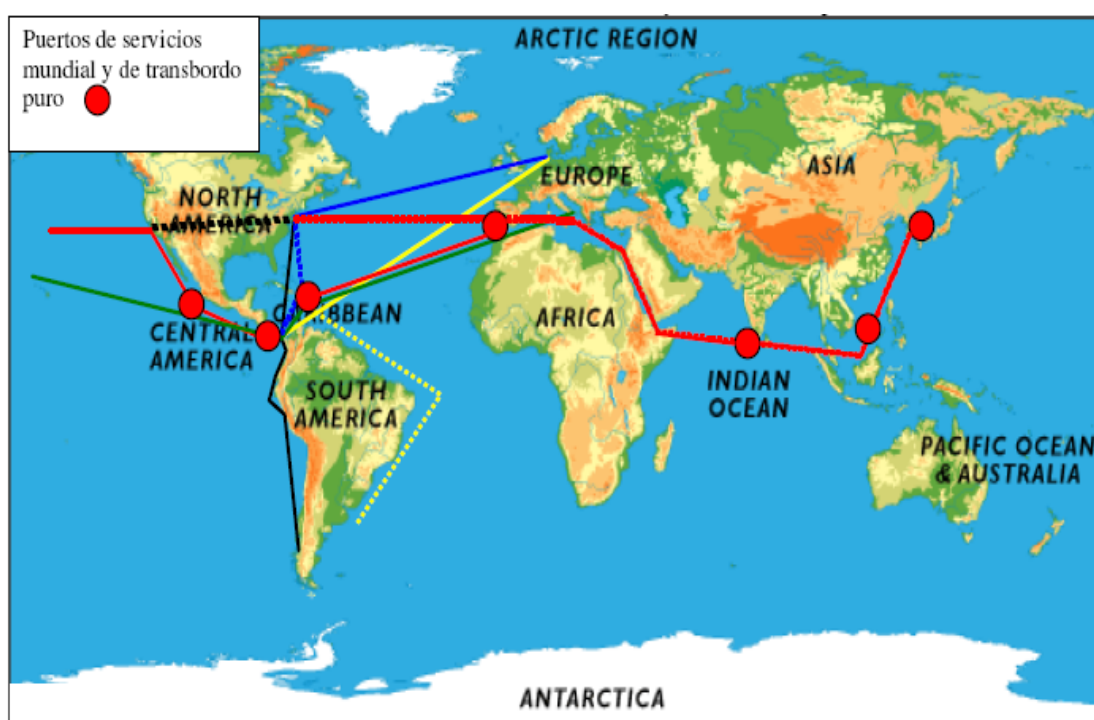 Puertos de servicios
mundial y de transbordo
puro
ARCTIC REGION
NORTH
AMERICA
EUROPE
ASIA
CARIBBEAN
CENTRAL
AMERICA
AFRICA
SOUTH
AMERICA
INDIAN
OCEAN
PACIFIC OCEAN
& AUSTRALIA
ANTARCTICA